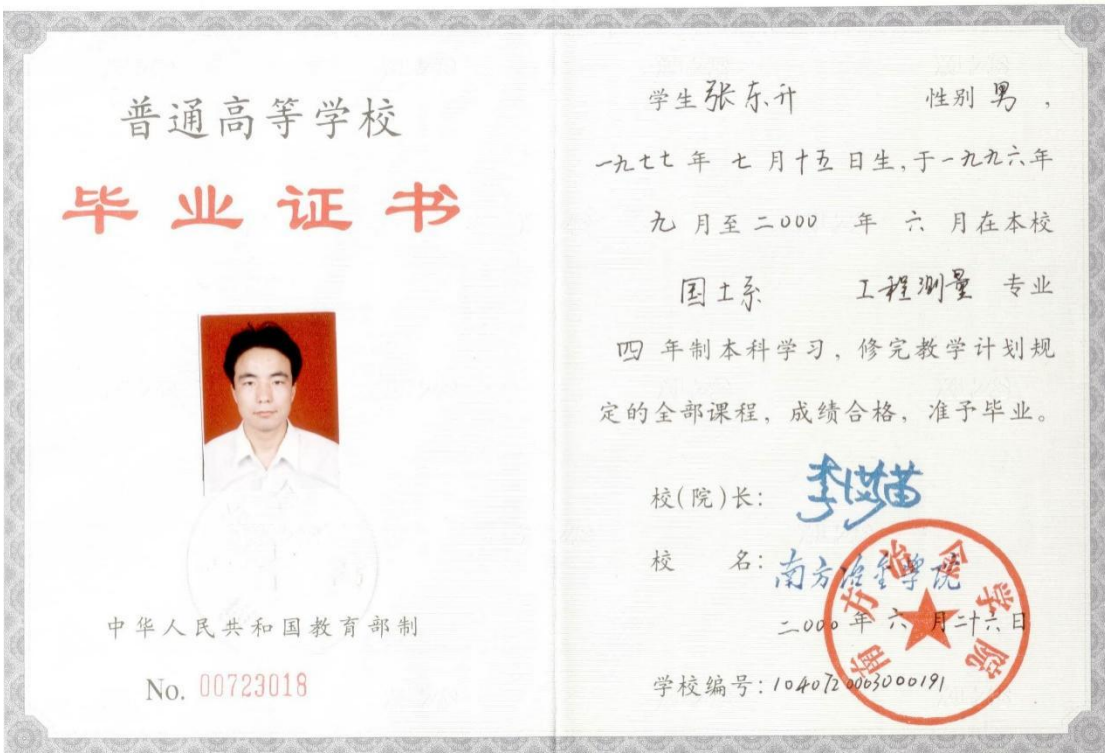 普通高等学校
毕业证书
中华人民共和国教育部制
No. 00723018
学生张东升 性别 男 ，
一九七七 年 七 月十五 日生,于一九九六年
九 月至二000 年 六 月在本校
国土系 工程测量 专业
四 年制本科学习，修完教学计划规
定的全部课程，成绩合格，准予毕业。
校(院)长：
校 名：南方冶金学院
二000 年 六 月二十六日
学校编号：
南方冶金学院